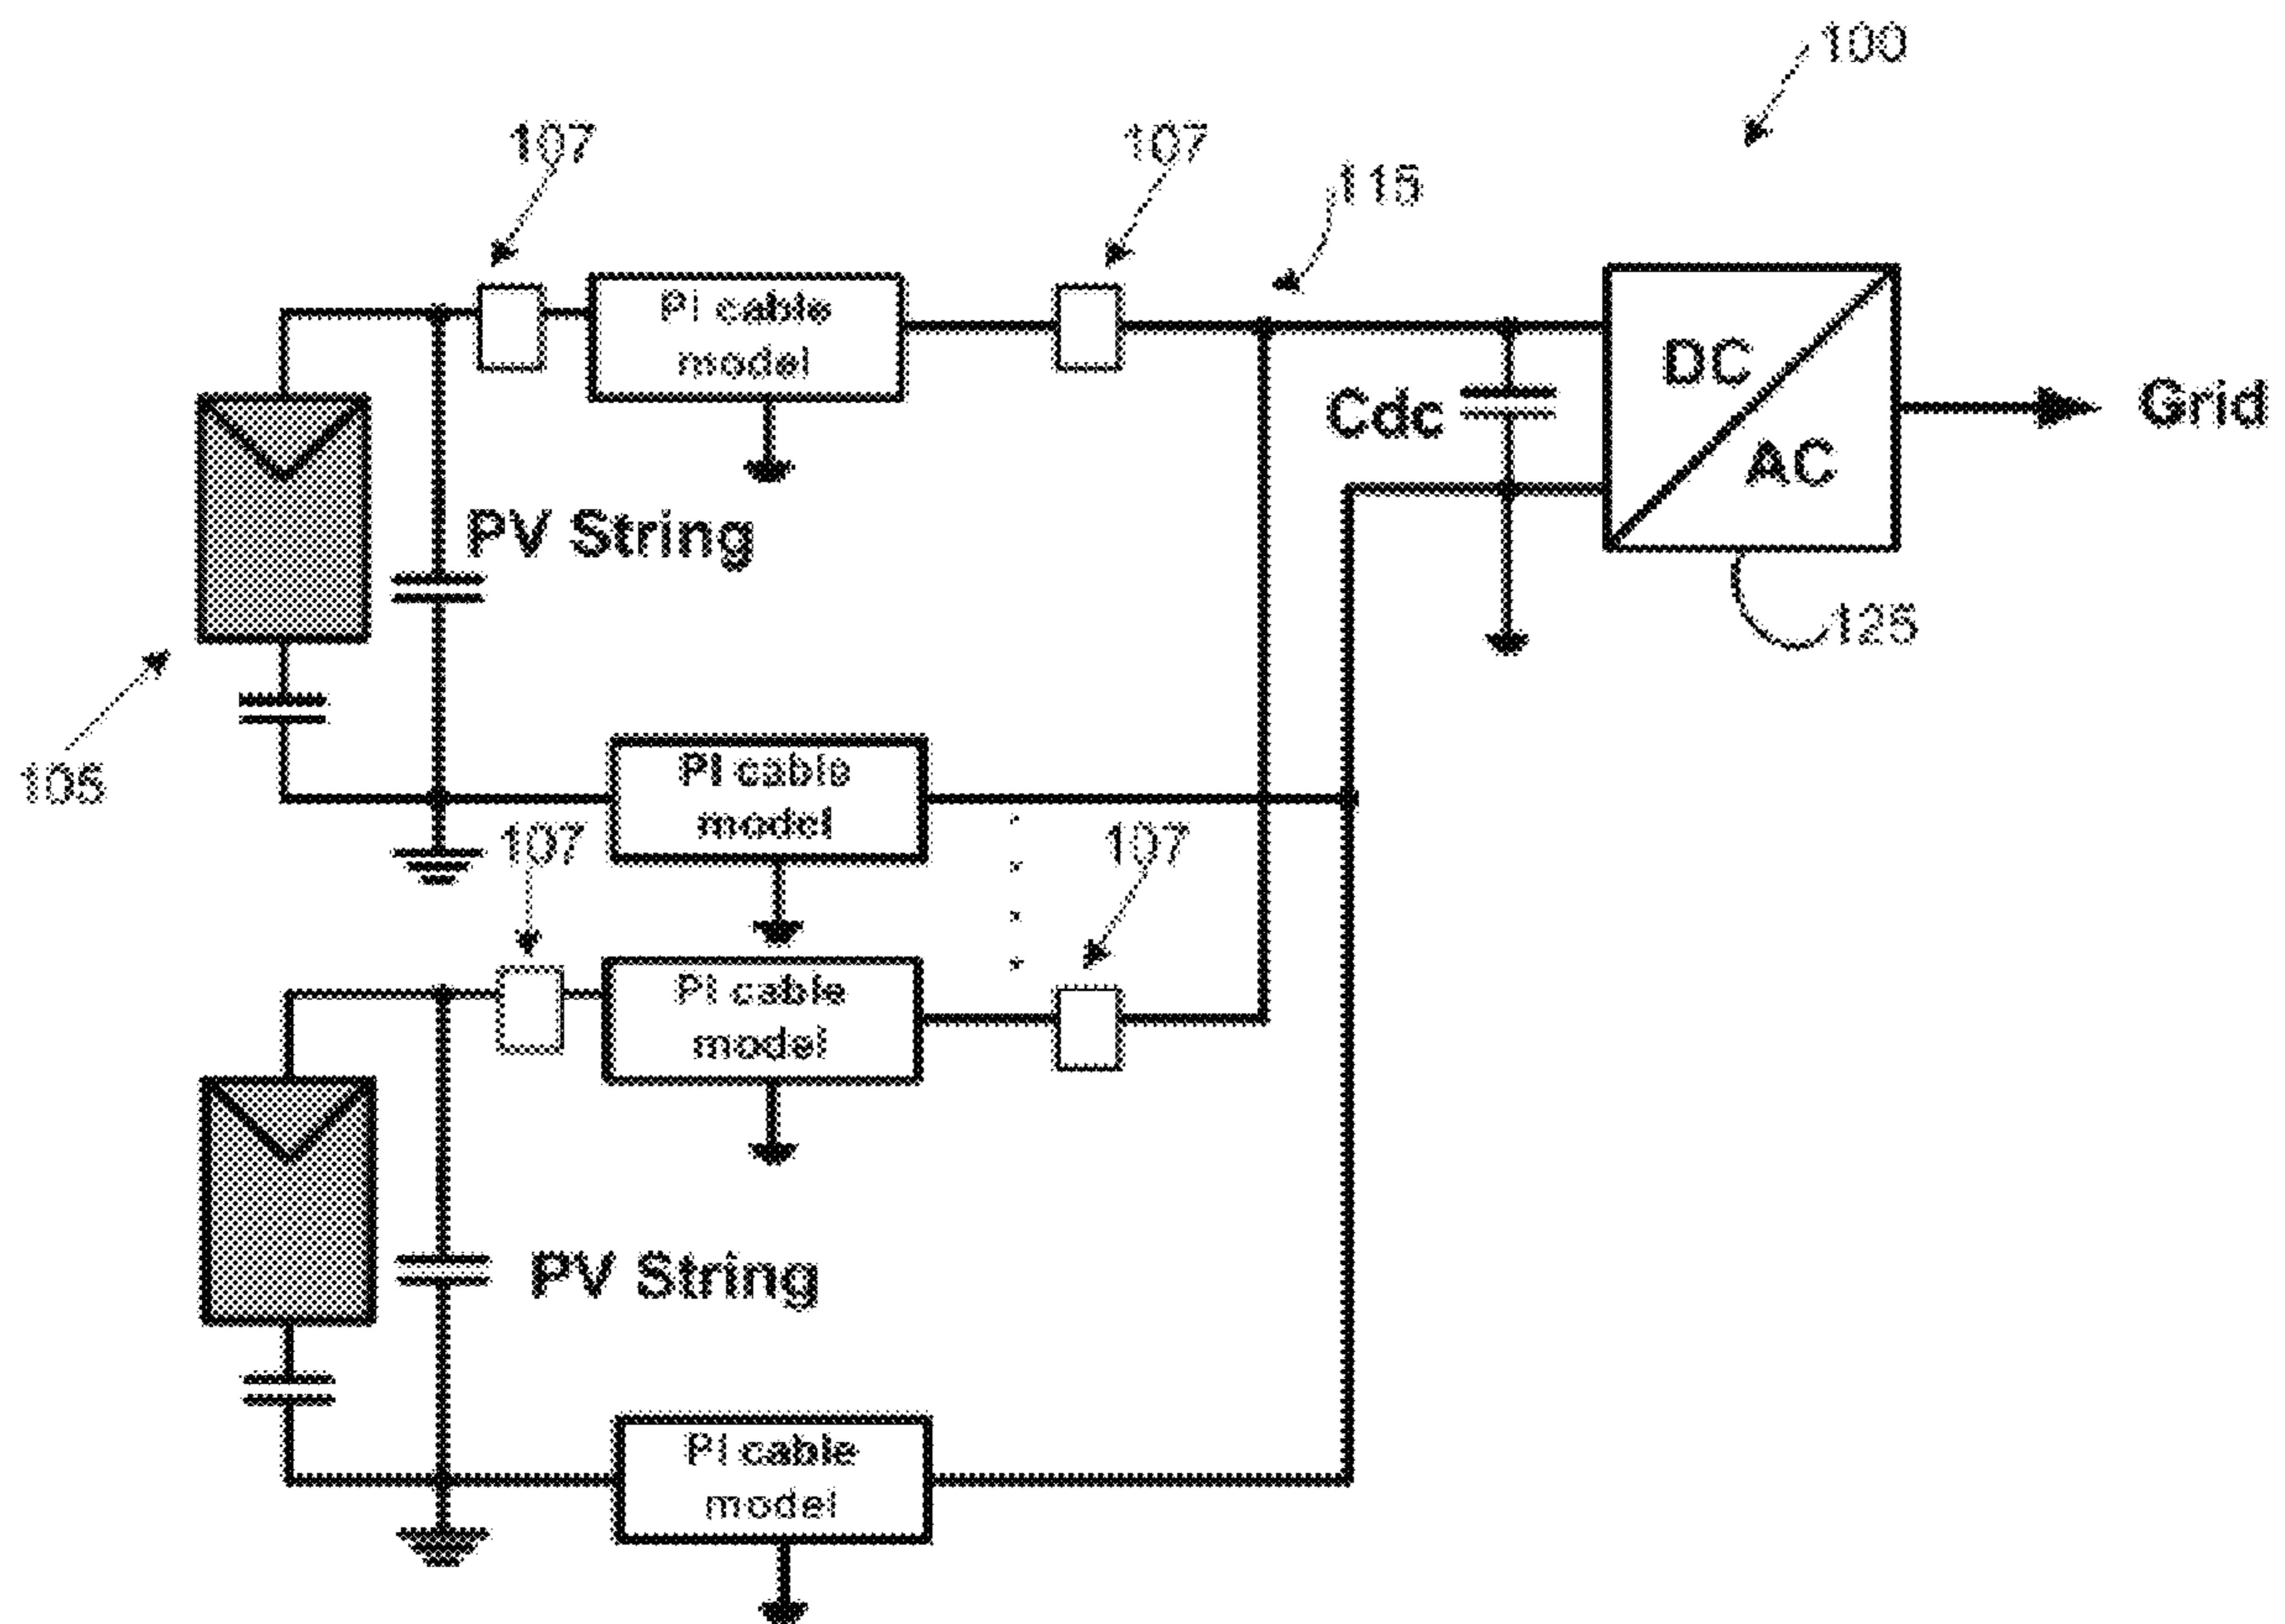 100
107
107
115
PI cable
model
DC
AC
Cdc
Grid
PV String
125
105
PI cable
model
107
107
PI cable
model
PV String
PI cable
model